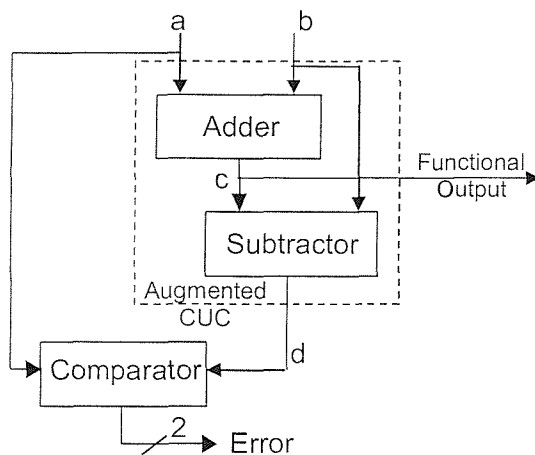 a
b
Adder
Functional
Output
c
Subtractor
Augmented
CUC
d
Comparator
2
Error